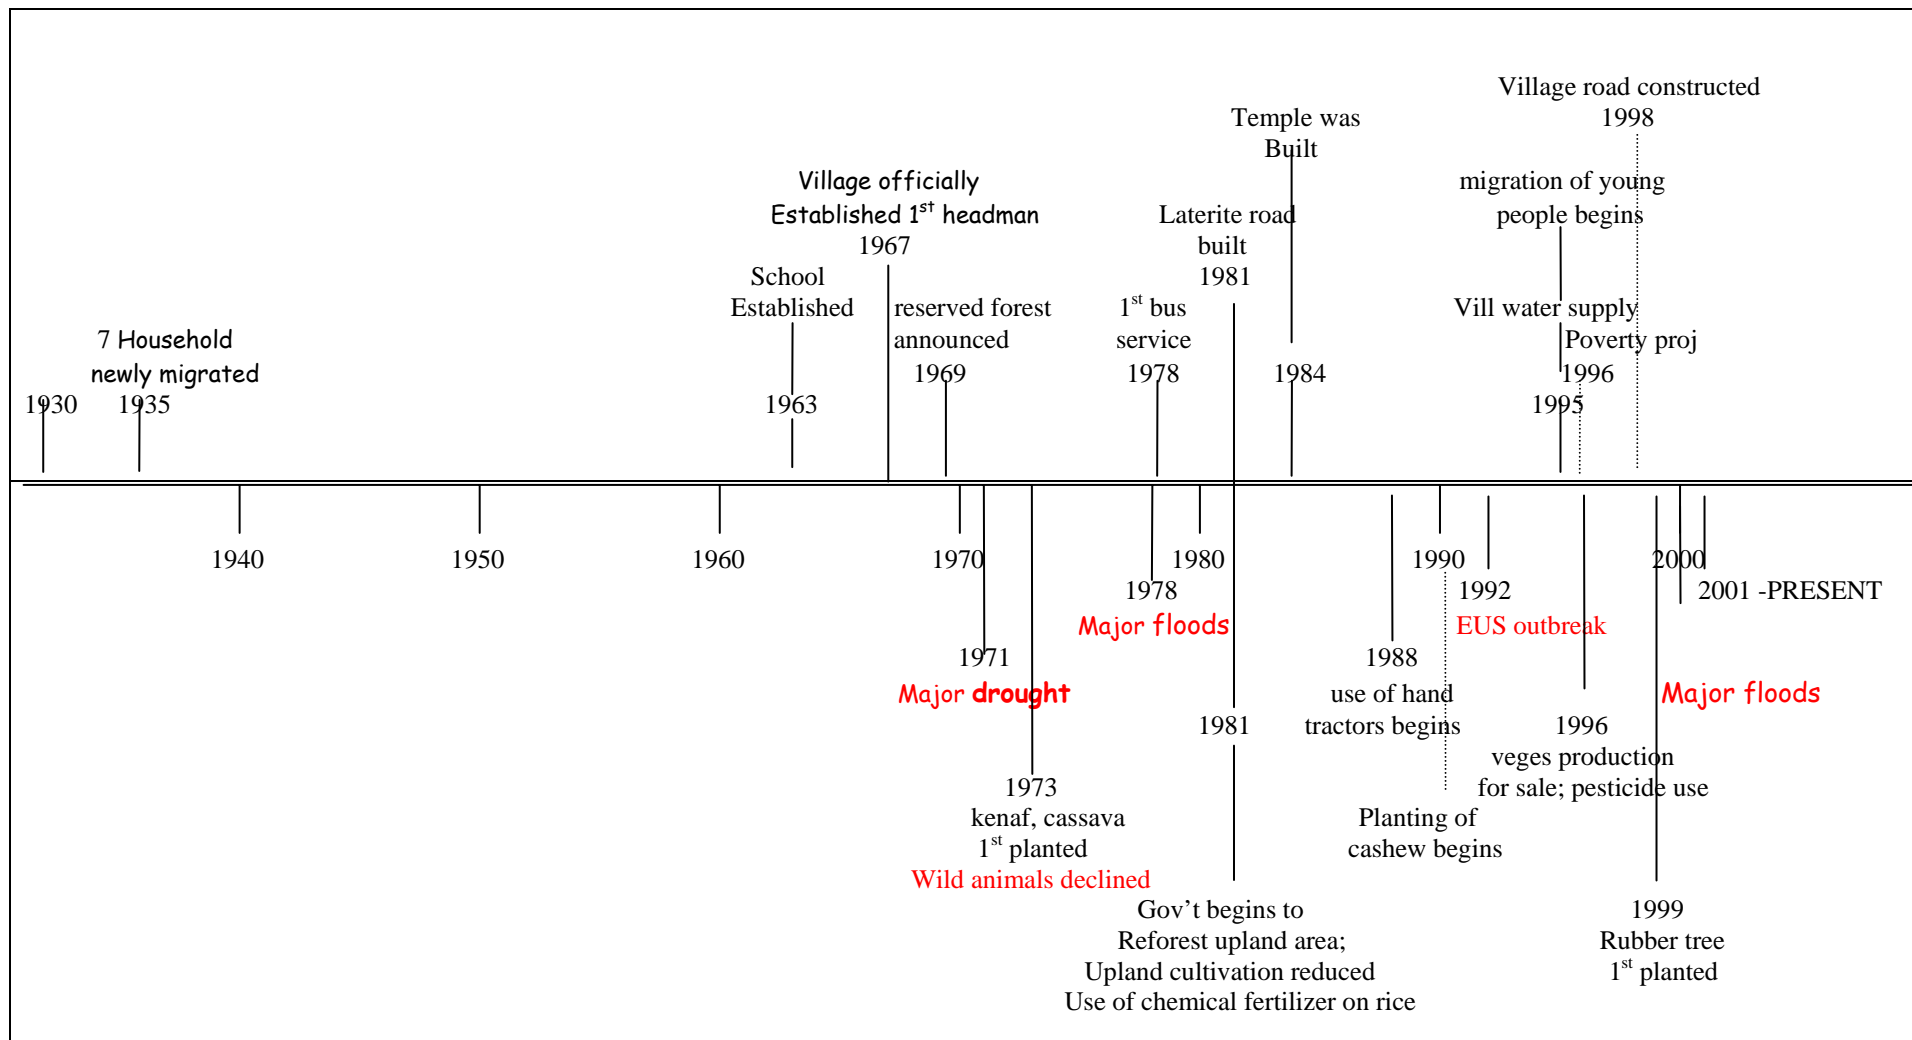 Village road constructed
1998
Temple was
Built
migration of young
people begins
Village officially
Established 1st headman
1967
Laterite road
built
1981
School
Established
reserved forest
announced
1969
1st bus
service
1978
1984
Vill water supply
Poverty proj
1996
1995
7 Household
newly migrated
1930
1935
1963
1940
1950
1960
1970
1980
1990
2000
1978
Major floods
1992
EUS outbreak
2001 -PRESENT
1971
Major drought
1988
use of hand
tractors begins
Major floods
1981
1996
veges production
for sale; pesticide use
1973
kenaf, cassava
1st planted
Wild animals declined
Planting of
cashew begins
Gov’t begins to
Reforest upland area;
Upland cultivation reduced
Use of chemical fertilizer on rice
1999
Rubber tree
1st planted